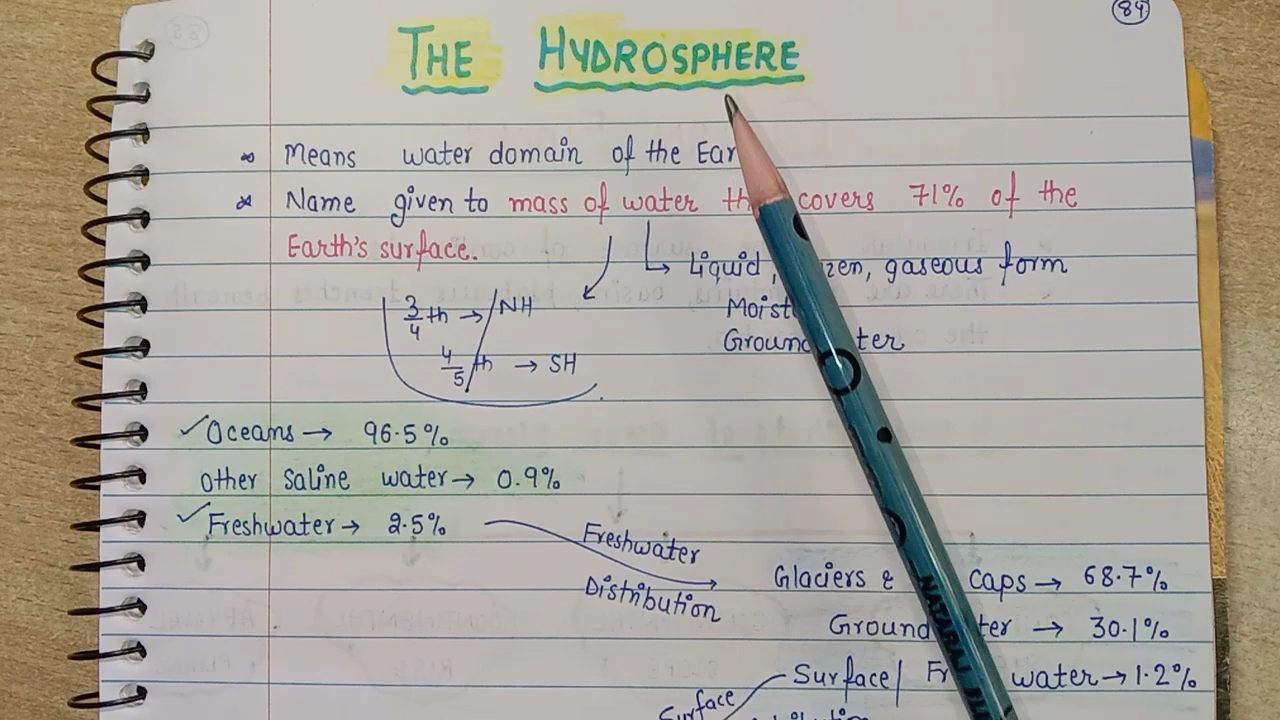 84
THE HYDROSPHERE
Means water domain of the Ear
Name given to mass of water th covers 71% of the
Earth's surface.
Liquid, zen, gaseous form
3/4 th → NH
Moist
Ground ter
4/5 th → SH
✓Oceans → 96.5%
other saline water → 0.9%
✓Freshwater → 2.5%
Freshwater
Distribution
Glaciers & Caps → 68.7%
Ground ter → 30.1%
Surface/ Fr water → 1.2%
Surface
NATARAJ